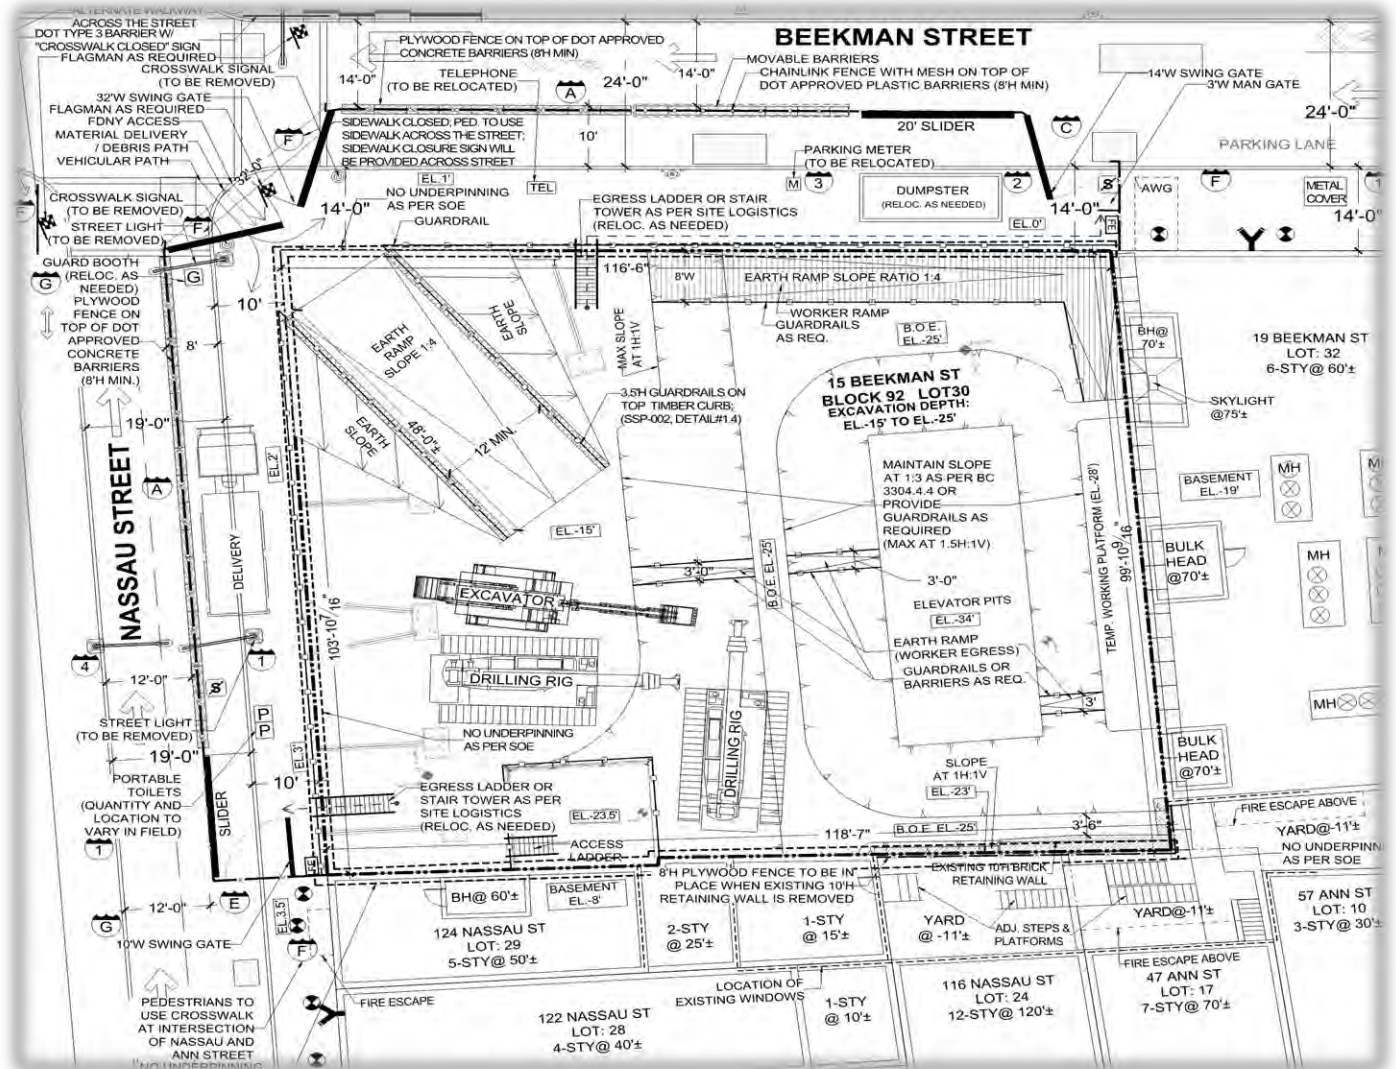 ALTERNATE WALKWAY
ACROSS THE STREET
DOT TYPE 3 BARRIER W/
"CROSSWALK CLOSED" SIGN
FLAGMAN AS REQUIRED
CROSSWALK SIGNAL
(TO BE REMOVED)
32'W SWING GATE
FLAGMAN AS REQUIRED
FDNY ACCESS
MATERIAL DELIVERY
/ DEBRIS PATH
VEHICULAR PATH
CROSSWALK SIGNAL
(TO BE REMOVED)
STREET LIGHT
(TO BE REMOVED)
GUARD BOOTH
(RELOC. AS
NEEDED)
PLYWOOD
FENCE ON
TOP OF DOT
APPROVED
CONCRETE
BARRIERS
(8'H MIN.)
G
G
F
F
F
PLYWOOD FENCE ON TOP OF DOT APPROVED
CONCRETE BARRIERS (8'H MIN)
TELEPHONE
(TO BE RELOCATED)
14'-0"
A
24'-0"
14'-0"
10'
BEEKMAN STREET
MOVABLE BARRIERS
CHAINLINK FENCE WITH MESH ON TOP OF
DOT APPROVED PLASTIC BARRIERS (8'H MIN)
14'W SWING GATE
3'W MAN GATE
24'-0"
20' SLIDER
C
PARKING LANE
SIDEWALK CLOSED, PED. TO USE
SIDEWALK ACROSS THE STREET;
SIDEWALK CLOSURE SIGN WILL
BE PROVIDED ACROSS STREET
EL.1'
NO UNDERPINNING
AS PER SOE
GUARDRAIL
TEL
14'-0"
EGRESS LADDER OR STAIR
TOWER AS PER SITE LOGISTICS
(RELOC. AS NEEDED)
PARKING METER
(TO BE RELOCATED)
M
3
DUMPSTER
(RELOC. AS NEEDED)
2
EL.0'
14'-0"
S
FE
AWG
F
METAL
COVER
14'-0"
Y
10'
8'
116'-6"
8'W
EARTH RAMP SLOPE RATIO 1:4
WORKER RAMP
GUARDRAILS
AS REQ.
B.O.E.
EL.-25'
MAX SLOPE
AT 1H:1V
EARTH
SLOPE
EARTH
RAMP
SLOPE 1:4
EARTH
SLOPE
48'-0"±
12' MIN.
3.5'H GUARDRAILS ON
TOP TIMBER CURB;
(SSP-002, DETAIL#1.4)
15 BEEKMAN ST
BLOCK 92 LOT30
EXCAVATION DEPTH:
EL.-15' TO EL.-25'
BH@
70'±
19 BEEKMAN ST
LOT: 32
6-STY@ 60'±
SKYLIGHT
@75'±
19'-0"
NASSAU STREET
A
EL.2'
DELIVERY
EL.-15'
MAINTAIN SLOPE
AT 1:3 AS PER BC
3304.4.4 OR
PROVIDE
GUARDRAILS AS
REQUIRED
(MAX AT 1.5H:1V)
TEMP. WORKING PLATFORM (EL.-28')
99'-10 9/16"
BASEMENT
EL.-19'
MH
MH
MH
BULK
HEAD
@70'±
3'-0"
B.O.E. EL.-25'
3'-0"
ELEVATOR PITS
EL.-34'
EARTH RAMP
(WORKER EGRESS)
GUARDRAILS OR
BARRIERS AS REQ.
3'
EXCAVATOR
DRILLING RIG
DRILLING RIG
NO UNDERPINNING
AS PER SOE
4
1
12'-0"
S
STREET LIGHT
(TO BE REMOVED)
P
P
19'-0"
EL.3'
PORTABLE
TOILETS
(QUANTITY AND
LOCATION TO
VARY IN FIELD)
SLIDER
10'
1
EGRESS LADDER OR
STAIR TOWER AS PER
SITE LOGISTICS
(RELOC. AS NEEDED)
EL.-23.5'
ACCESS
LADDER
SLOPE
AT 1H:1V
EL.-23'
118'-7"
B.O.E. EL.-25'
3'-6"
BULK
HEAD
@70'±
FIRE ESCAPE ABOVE
YARD@-11'±
NO UNDERPINN
AS PER SOE
12'-0"
E
G
10'W SWING GATE
EL.3.5'
F
FE
BH@ 60'±
BASEMENT
EL.-8'
8'H PLYWOOD FENCE TO BE IN
PLACE WHEN EXISTING 10'H
RETAINING WALL IS REMOVED
EXISTING 10'H BRICK
RETAINING WALL
124 NASSAU ST
LOT: 29
5-STY@ 50'±
2-STY
@ 25'±
1-STY
@ 15'±
YARD
@ -11'±
ADJ. STEPS &
PLATFORMS
YARD@-11'±
57 ANN ST
LOT: 10
3-STY@ 30'±
FIRE ESCAPE ABOVE
PEDESTRIANS TO
USE CROSSWALK
AT INTERSECTION
OF NASSAU AND
ANN STREET
NO UNDERPINNING
FIRE ESCAPE
Y
122 NASSAU ST
LOT: 28
4-STY@ 40'±
LOCATION OF
EXISTING WINDOWS
1-STY
@ 10'±
116 NASSAU ST
LOT: 24
12-STY@ 120'±
47 ANN ST
LOT: 17
7-STY@ 70'±